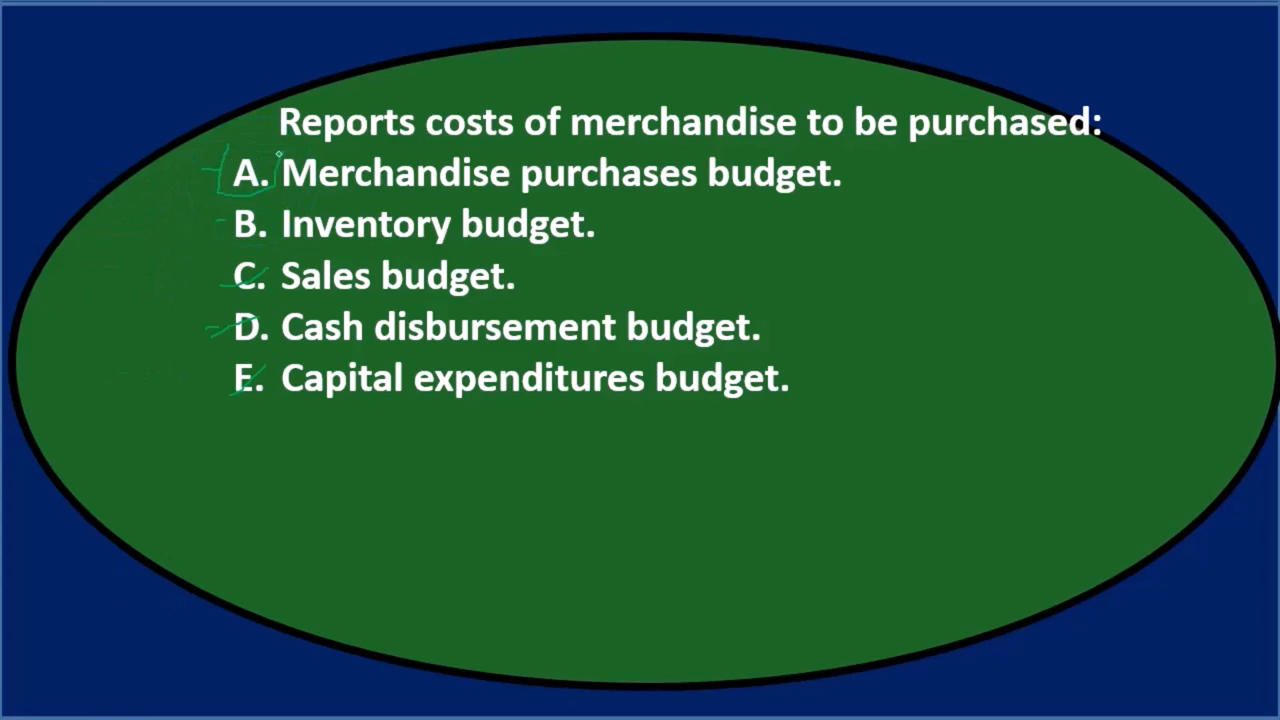 Reports costs of merchandise to be purchased:
A. Merchandise purchases budget.
B. Inventory budget.
C. Sales budget.
D. Cash disbursement budget.
E. Capital expenditures budget.